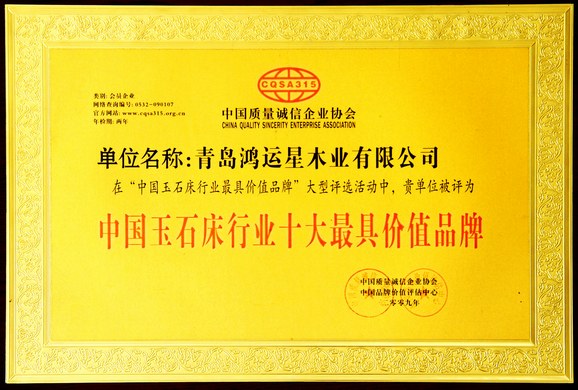 类别: 会员企业
网络查询编号: 0532-090107
官方网站: www.cqsa315.org.cn
年检期: 两年
CQSA315
中国质量诚信企业协会
CHINA QUALITY SINCERITY ENTERPRISE ASSOCIATION
单位名称: 青岛鸿运星木业有限公司
在“中国玉石床行业最具价值品牌”大型评选活动中, 贵单位被评为
中国玉石床行业十大最具价值品牌
中国质量诚信企业协会
中国品牌价值评估中心
二零零九年